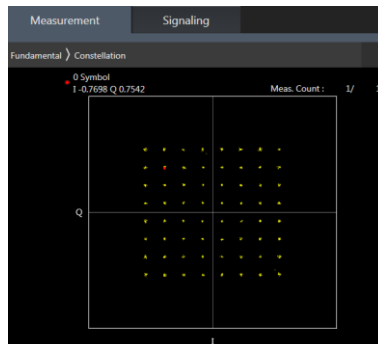 Measurement Signaling
Fundamental 〉 Constellation
0 Symbol
I -0.7698 Q 0.7542 Meas. Count : 1/
Q
I